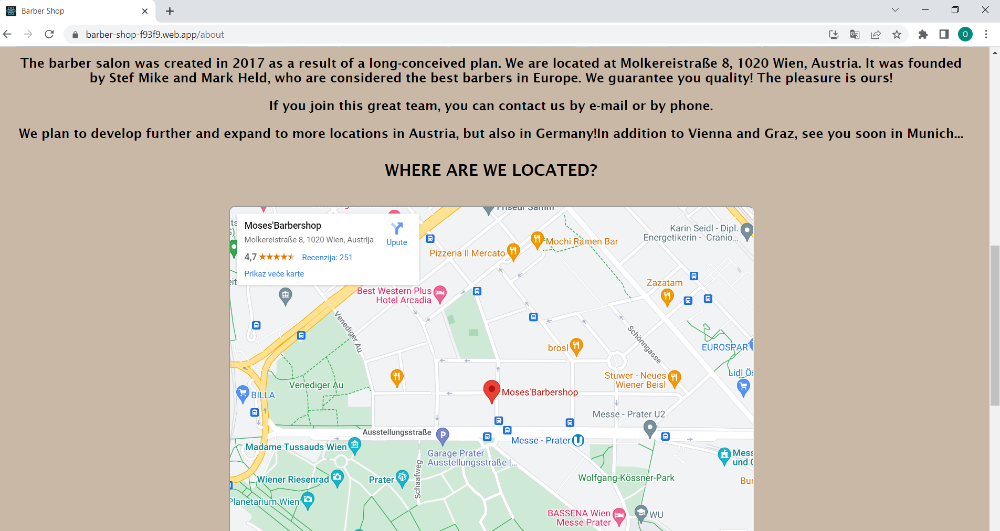 Barber Shop
barber-shop-f93f9.web.app/about
O
The barber salon was created in 2017 as a result of a long-conceived plan. We are located at Molkereistraße 8, 1020 Wien, Austria. It was founded
by Stef Mike and Mark Held, who are considered the best barbers in Europe. We guarantee you quality! The pleasure is ours!
If you join this great team, you can contact us by e-mail or by phone.
We plan to develop further and expand to more locations in Austria, but also in Germany!In addition to Vienna and Graz, see you soon in Munich...
WHERE ARE WE LOCATED?
Friseur Samm
Moses'Barbershop
Molkereistraße 8, 1020 Wien, Austrija
Upute
4,7
Recenzija: 251
Prikaz veće karte
Karin Seidl - Dipl.
Energetikerin - Cranio...
Mochi Ramen Bar
Pizzeria Il Mercato
Zazatam
Best Western Plus
Hotel Arcadia
Venediger Au
Schönngasse
brösl
EUROSPAR
Lidl Ös
Stuwer - Neues
Wiener Beisl
Venediger Au
BILLA
Moses'Barbershop
Messe - Prater U2
Ausstellungsstraße
P
Messe - Prater
U
Madame Tussauds Wien
Garage Prater
Ausstellungsstraße |...
Mess
und C
Schaafweg
Wiener Riesenrad
Prater
Wolfgang-Kössner-Park
Bur
Planetarium Wien
BASSENA Wien
Messe Prater
WU